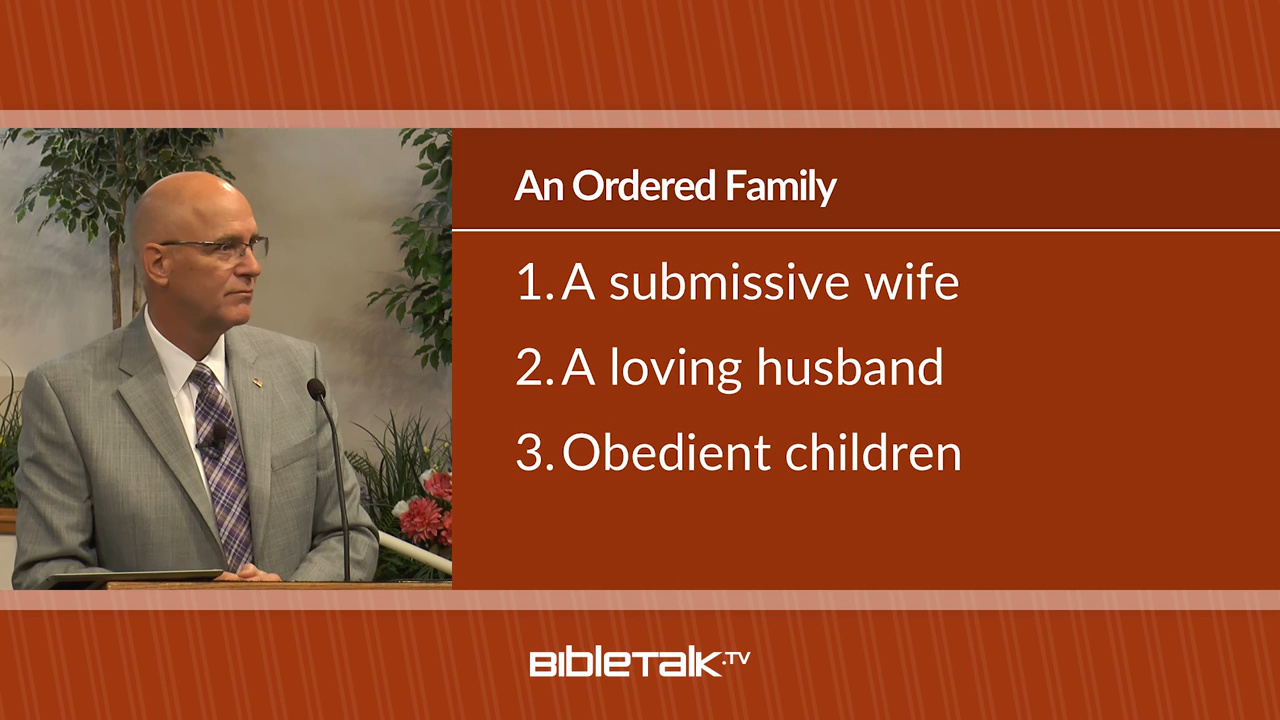 An Ordered Family
1. A submissive wife
2. A loving husband
3. Obedient children
BIBLETALK.TV